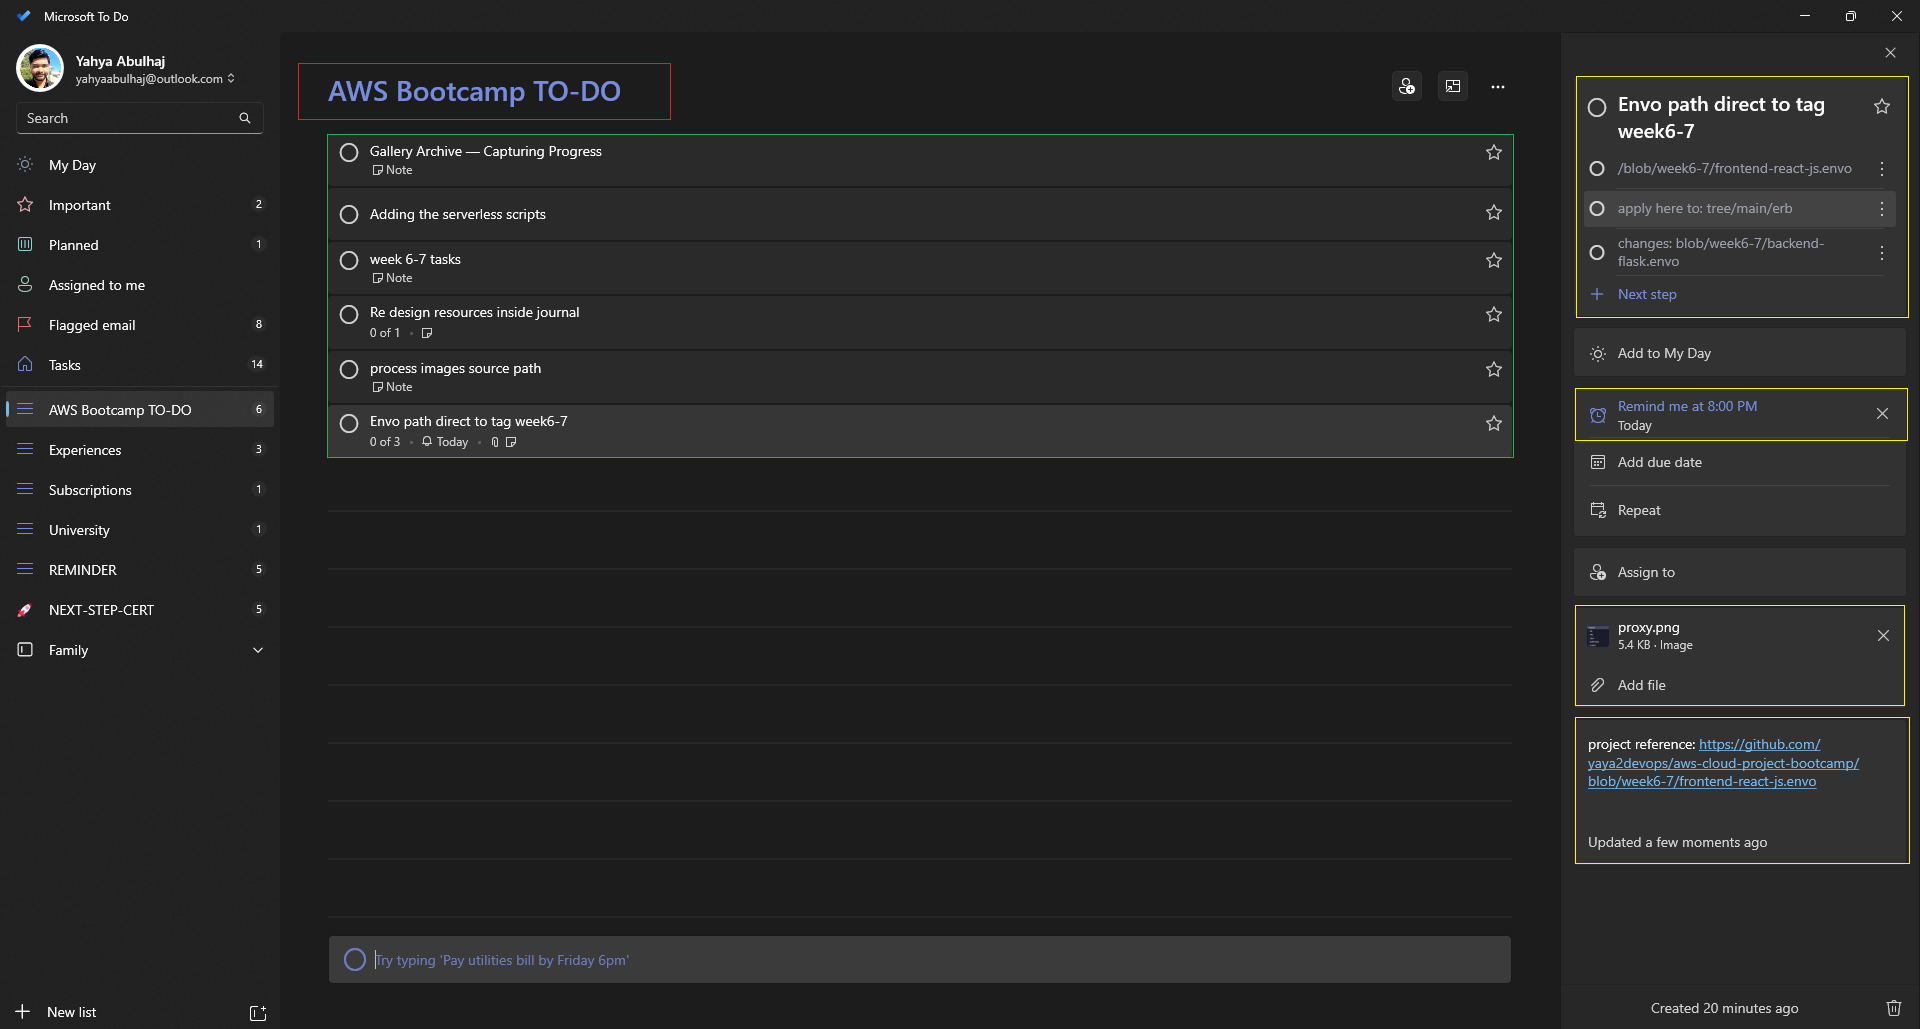 Microsoft To Do
Yahya Abulhaj
yahyaabulhaj@outlook.com
Search
My Day
Important 2
Planned 1
Assigned to me
Flagged email 8
Tasks 14
AWS Bootcamp TO-DO 6
Experiences 3
Subscriptions 1
University 1
REMINDER 5
NEXT-STEP-CERT 5
Family
New list
AWS Bootcamp TO-DO
Gallery Archive — Capturing Progress
Note
Adding the serverless scripts
week 6-7 tasks
Note
Re design resources inside journal
0 of 1 •
process images source path
Note
Envo path direct to tag week6-7
0 of 3 • Today •
Try typing 'Pay utilities bill by Friday 6pm'
Envo path direct to tag
week6-7
/blob/week6-7/frontend-react-js.envo
apply here to: tree/main/erb
changes: blob/week6-7/backend-
flask.envo
Next step
Add to My Day
Remind me at 8:00 PM
Today
Add due date
Repeat
Assign to
proxy.png
5.4 KB · Image
Add file
project reference: https://github.com/
yaya2devops/aws-cloud-project-bootcamp/
blob/week6-7/frontend-react-js.envo
Updated a few moments ago
Created 20 minutes ago